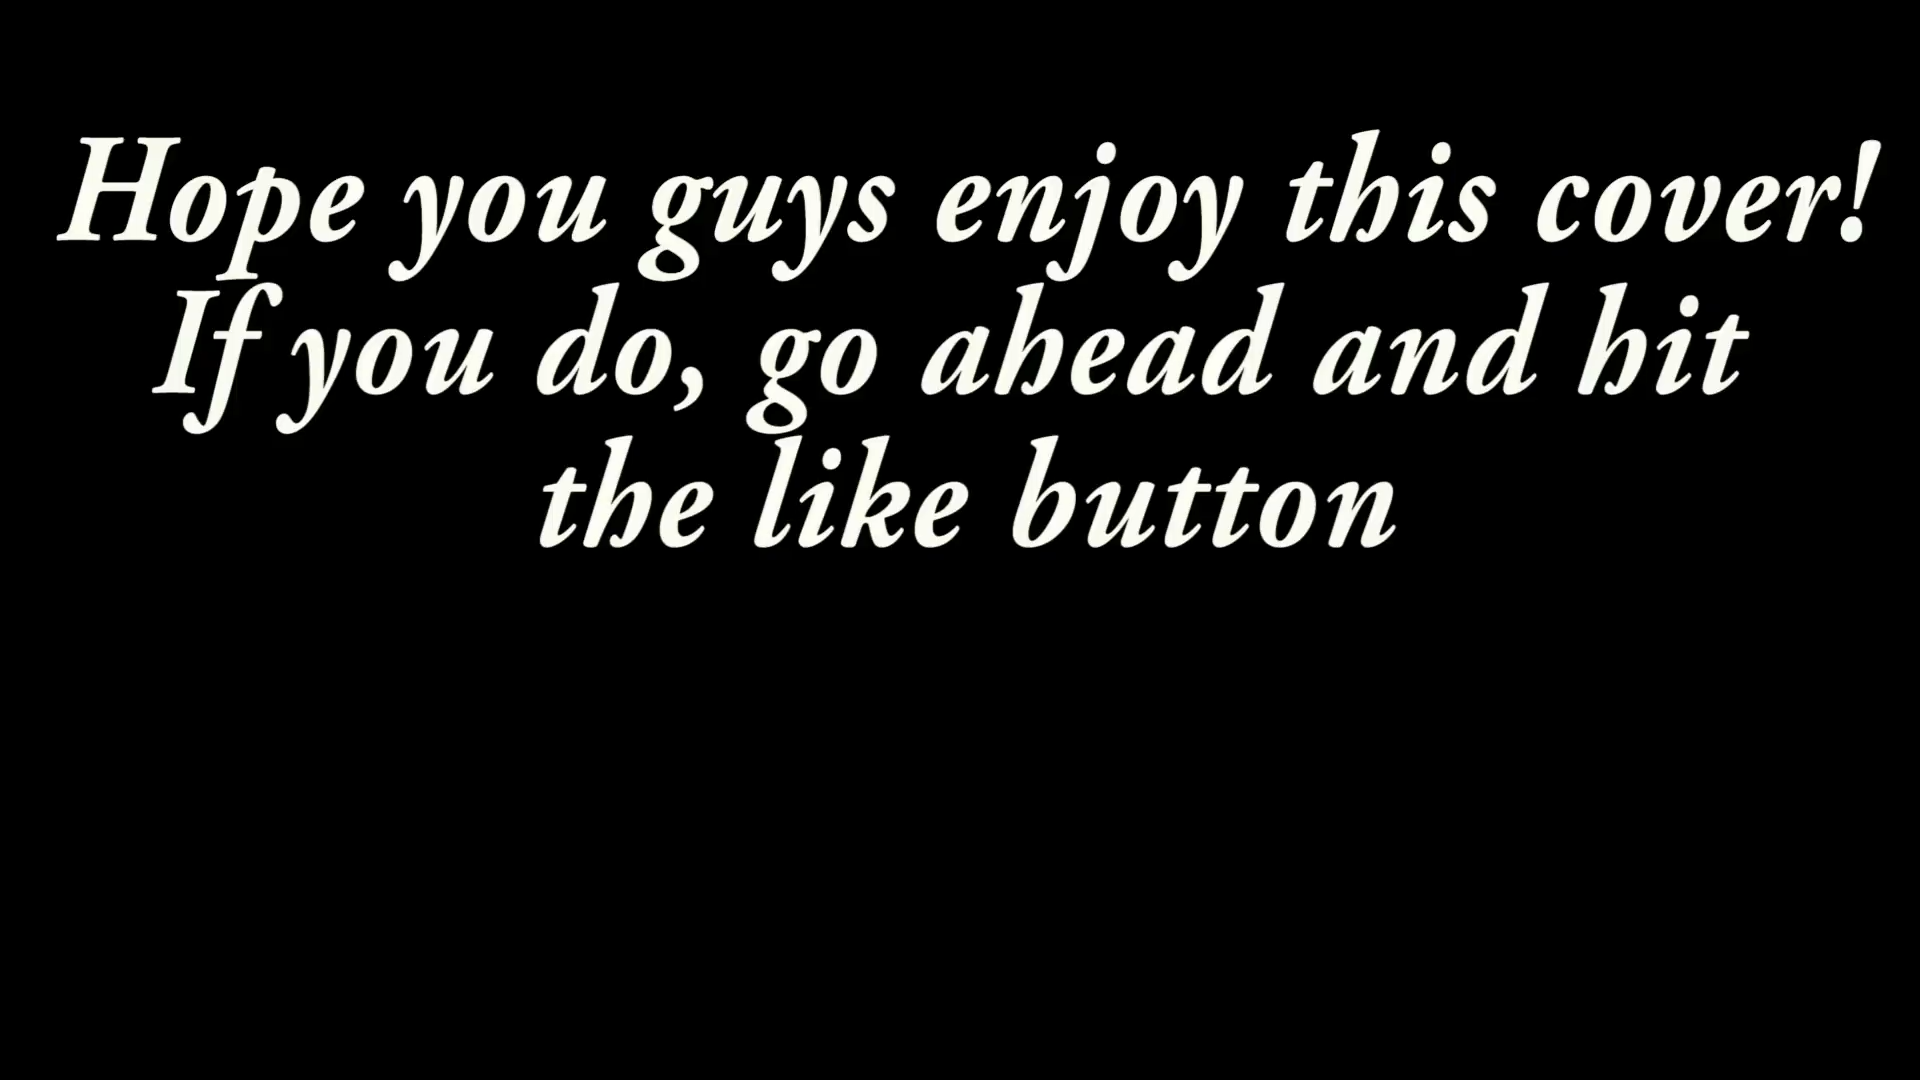 Hope you guys enjoy this cover!
If you do, go ahead and hit
the like button